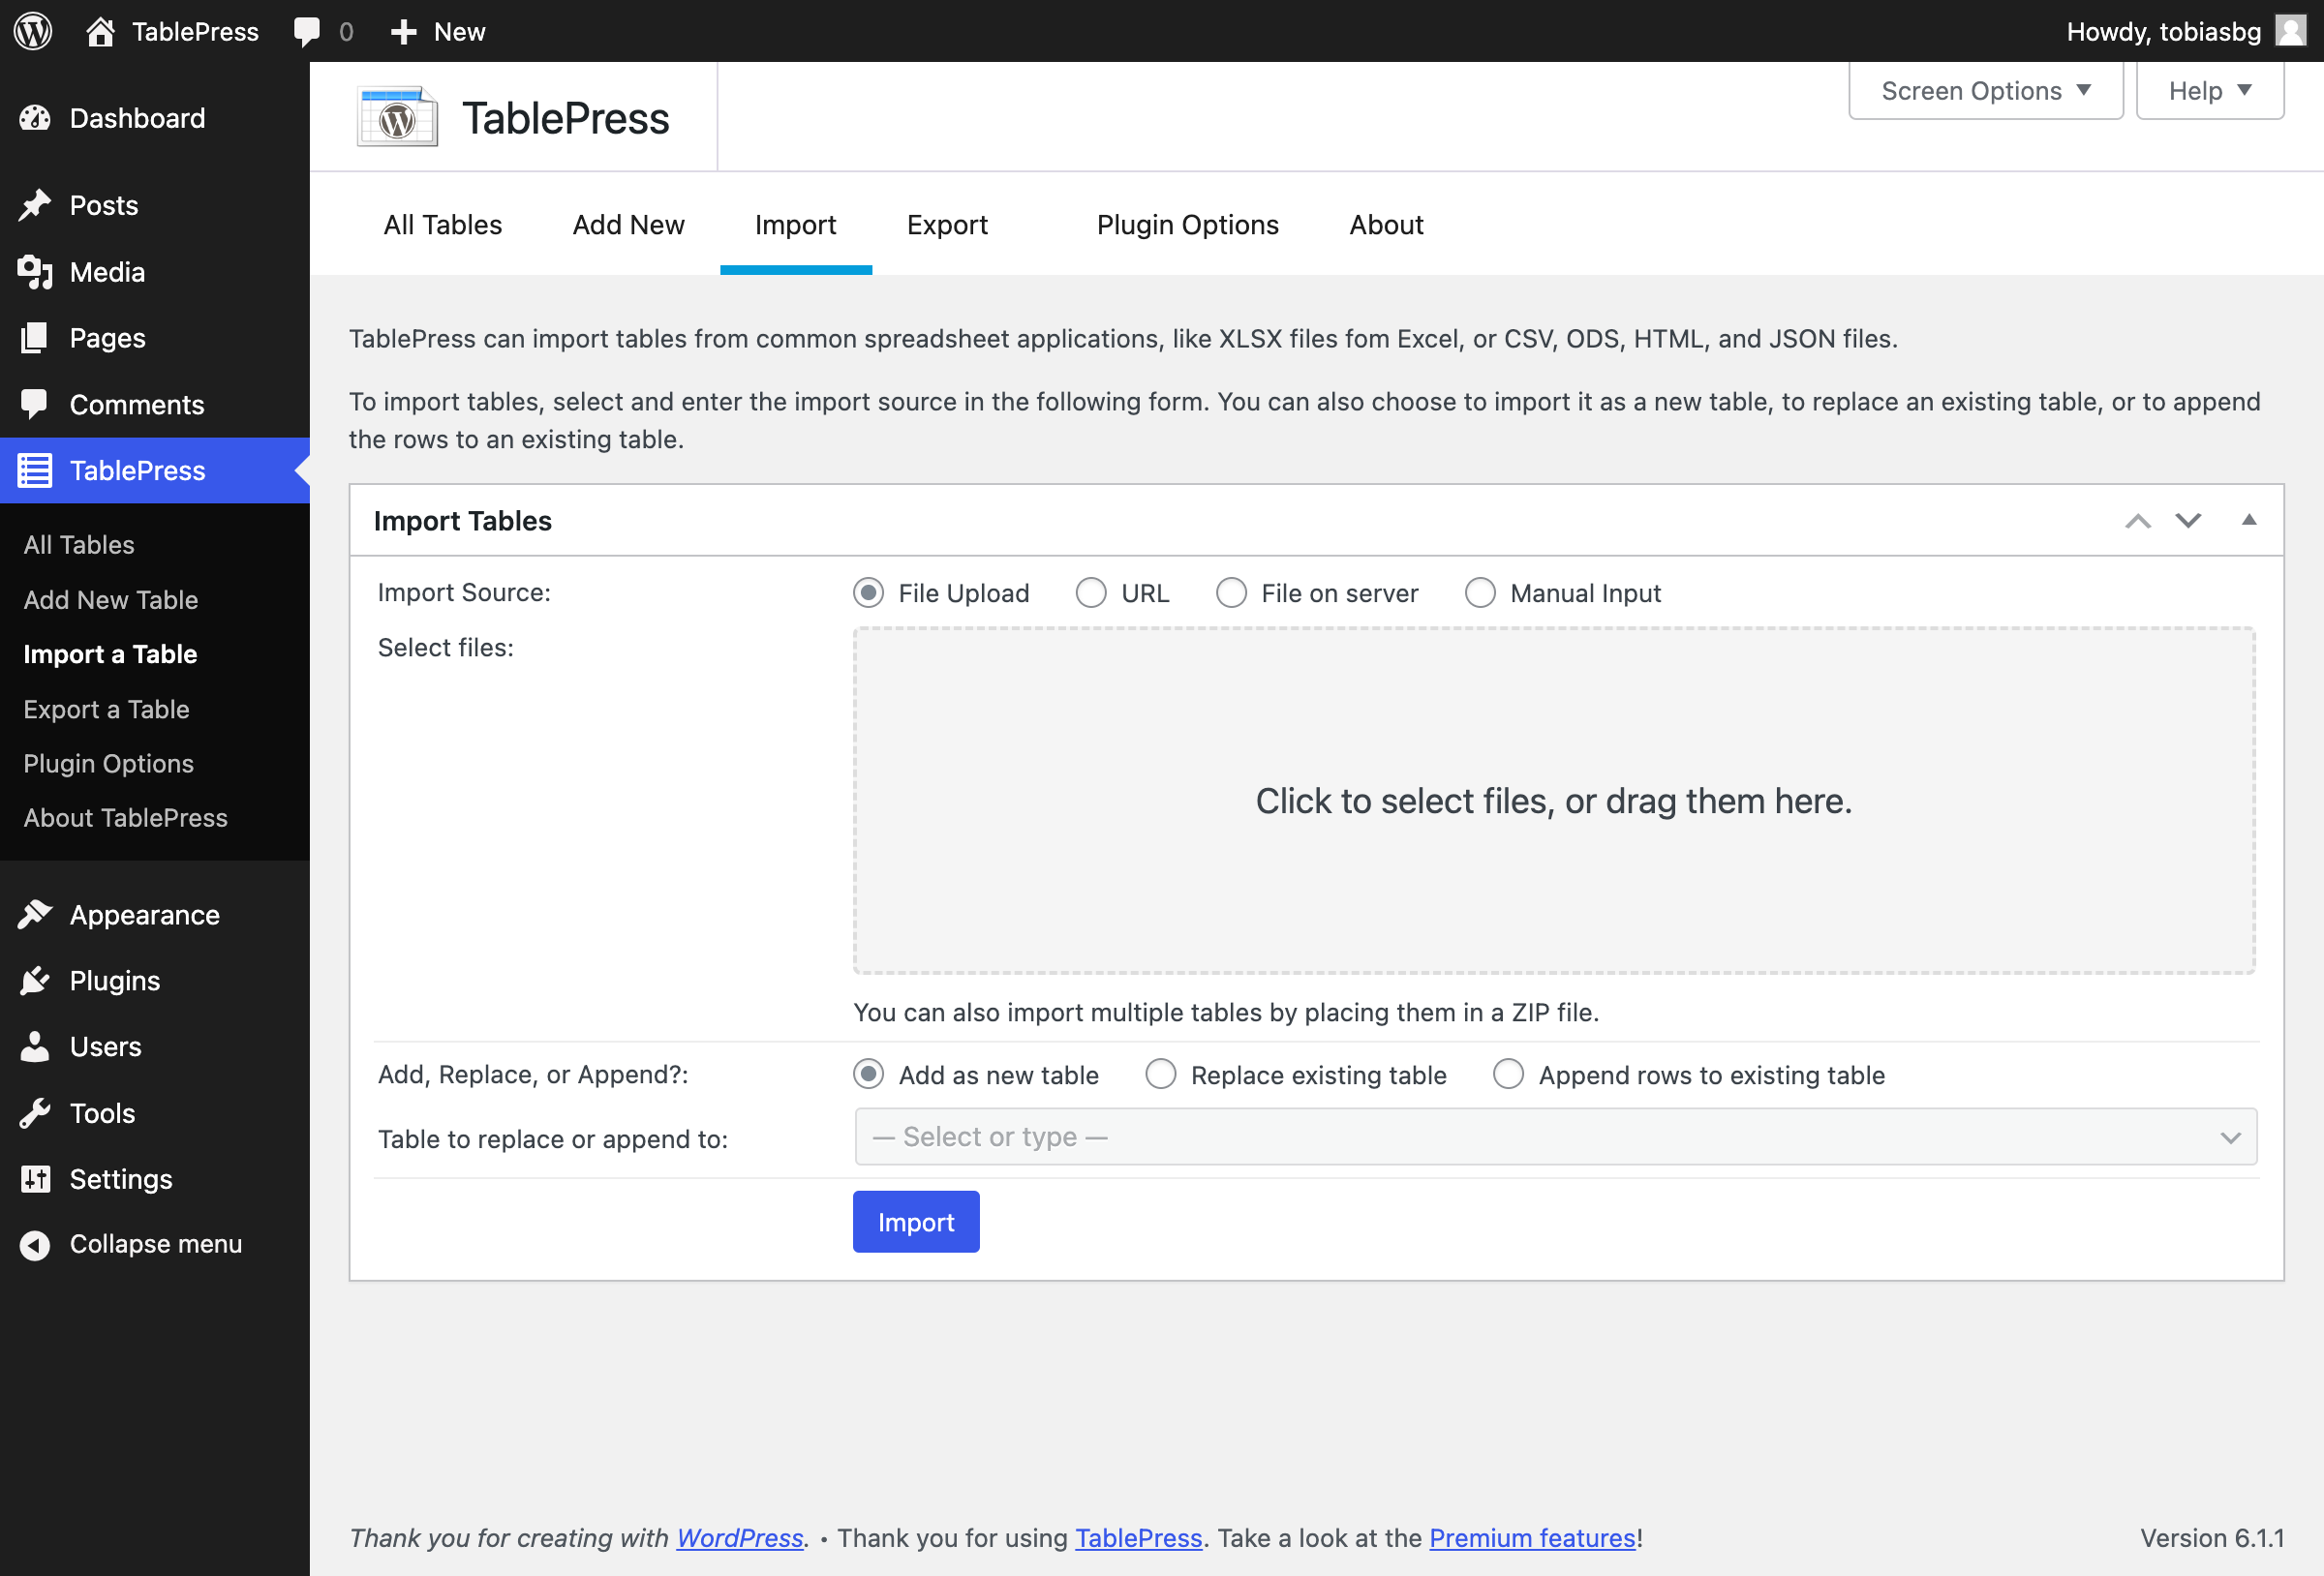 TablePress 0 New Howdy, tobiasbg
Dashboard
Posts
Media
Pages
Comments
TablePress
All Tables
Add New Table
Import a Table
Export a Table
Plugin Options
About TablePress
Appearance
Plugins
Users
Tools
Settings
Collapse menu
TablePress
Screen Options Help
All Tables Add New Import Export Plugin Options About
TablePress can import tables from common spreadsheet applications, like XLSX files fom Excel, or CSV, ODS, HTML, and JSON files.
To import tables, select and enter the import source in the following form. You can also choose to import it as a new table, to replace an existing table, or to append
the rows to an existing table.
Import Tables
Import Source: File Upload URL File on server Manual Input
Select files:
Click to select files, or drag them here.
You can also import multiple tables by placing them in a ZIP file.
Add, Replace, or Append?: Add as new table Replace existing table Append rows to existing table
Table to replace or append to: — Select or type —
Import
Thank you for creating with WordPress. • Thank you for using TablePress. Take a look at the Premium features! Version 6.1.1